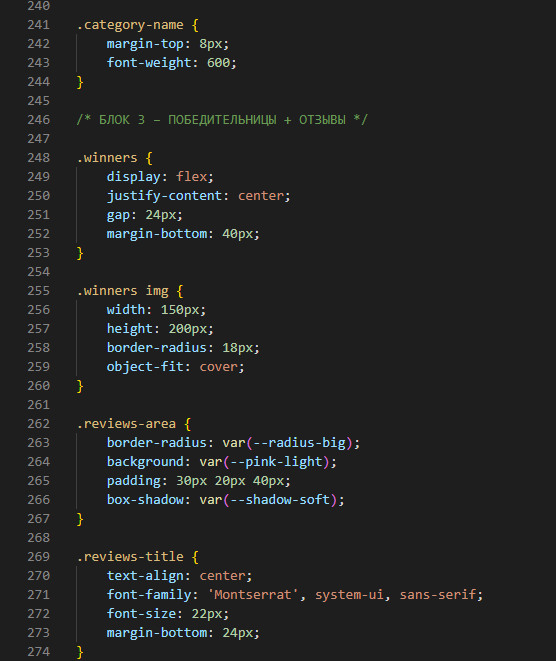 240
241 .category-name {
242     margin-top: 8px;
243     font-weight: 600;
244 }
245
246 /* БЛОК 3 – ПОБЕДИТЕЛЬНИЦЫ + ОТЗЫВЫ */
247
248 .winners {
249     display: flex;
250     justify-content: center;
251     gap: 24px;
252     margin-bottom: 40px;
253 }
254
255 .winners img {
256     width: 150px;
257     height: 200px;
258     border-radius: 18px;
259     object-fit: cover;
260 }
261
262 .reviews-area {
263     border-radius: var(--radius-big);
264     background: var(--pink-light);
265     padding: 30px 20px 40px;
266     box-shadow: var(--shadow-soft);
267 }
268
269 .reviews-title {
270     text-align: center;
271     font-family: 'Montserrat', system-ui, sans-serif;
272     font-size: 22px;
273     margin-bottom: 24px;
274 }